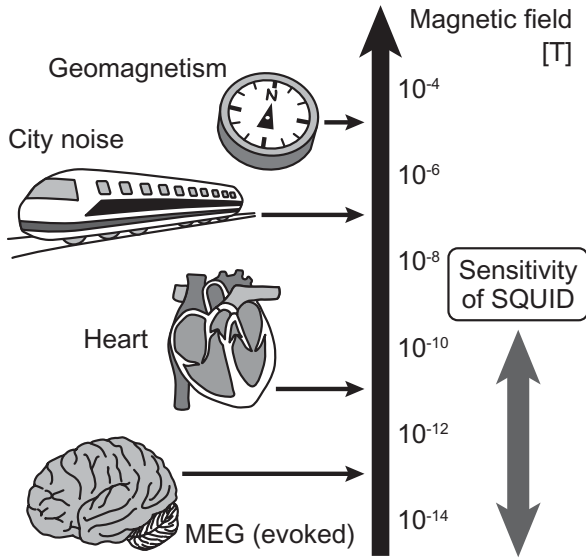 Magnetic field
[T]
Geomagnetism
N
10⁻⁴
City noise
10⁻⁶
10⁻⁸
Sensitivity
of SQUID
Heart
10⁻¹⁰
10⁻¹²
MEG (evoked)
10⁻¹⁴